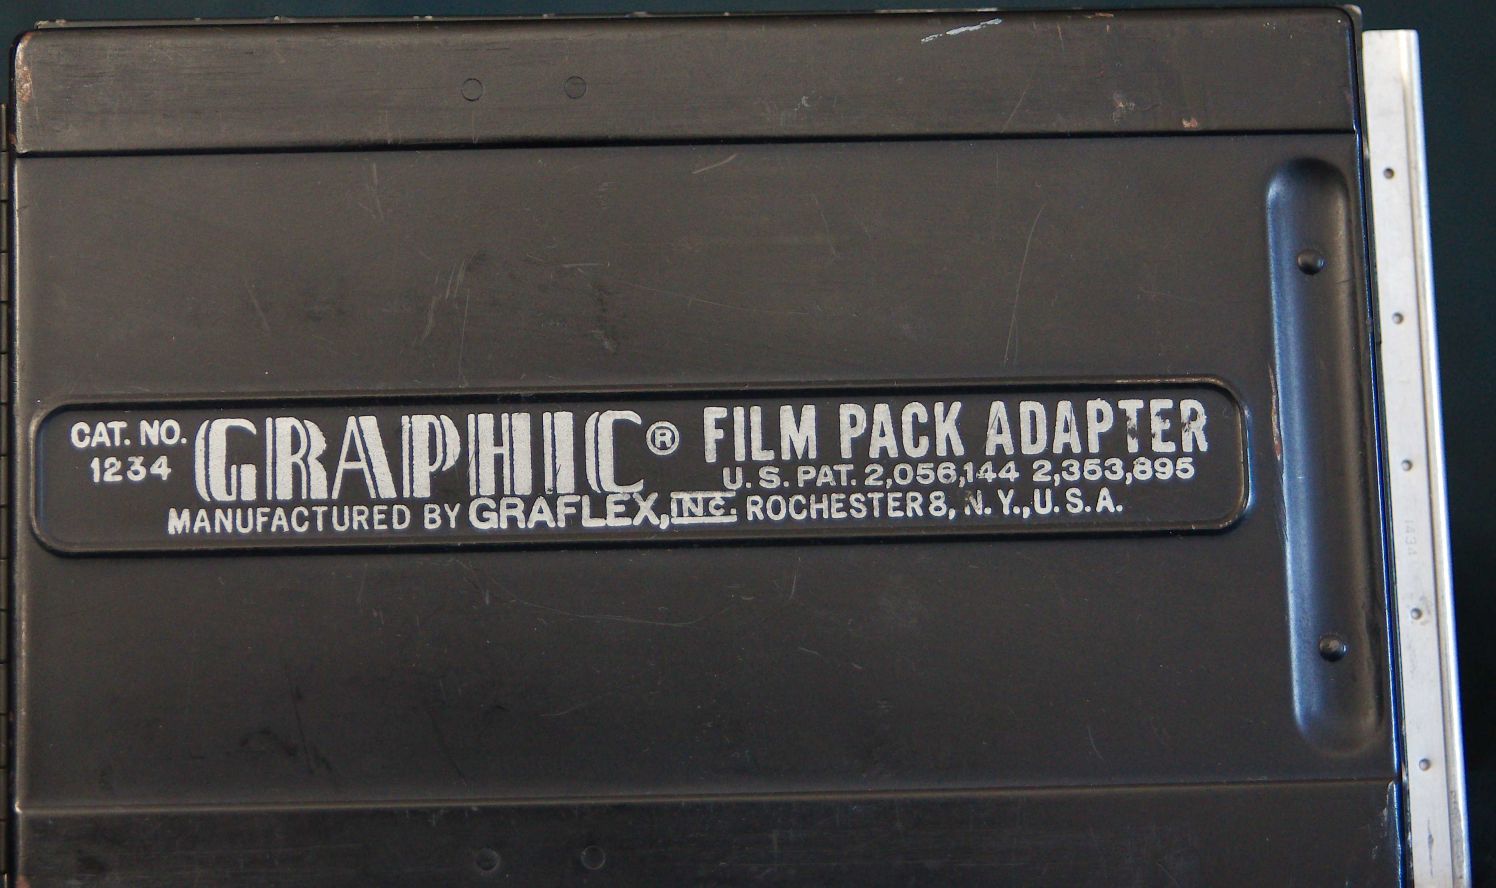 CAT. NO.
1234
GRAPHIC® FILM PACK ADAPTER
U.S. PAT. 2,056,144 2,353,895
MANUFACTURED BY GRAFLEX, INC. ROCHESTER 8, N.Y., U.S.A.
1434